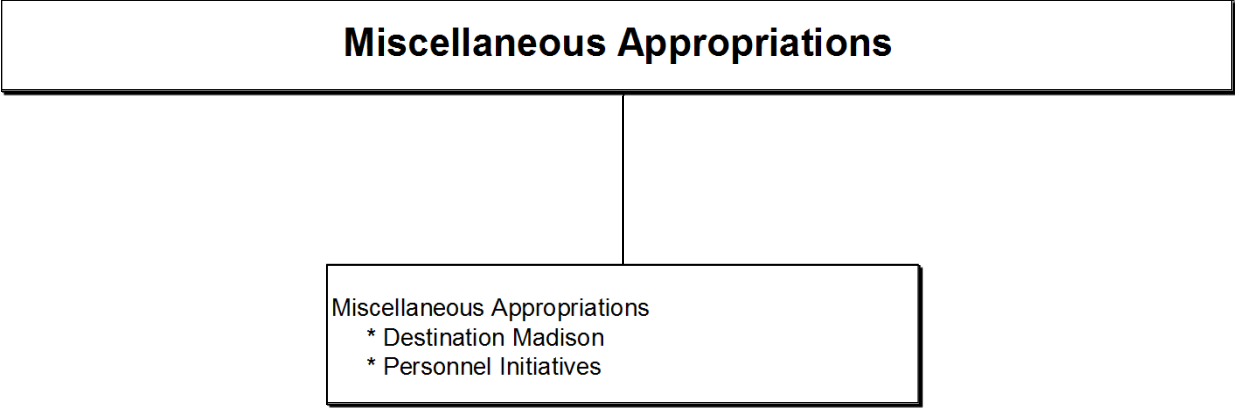 Miscellaneous Appropriations
Miscellaneous Appropriations
* Destination Madison
* Personnel Initiatives